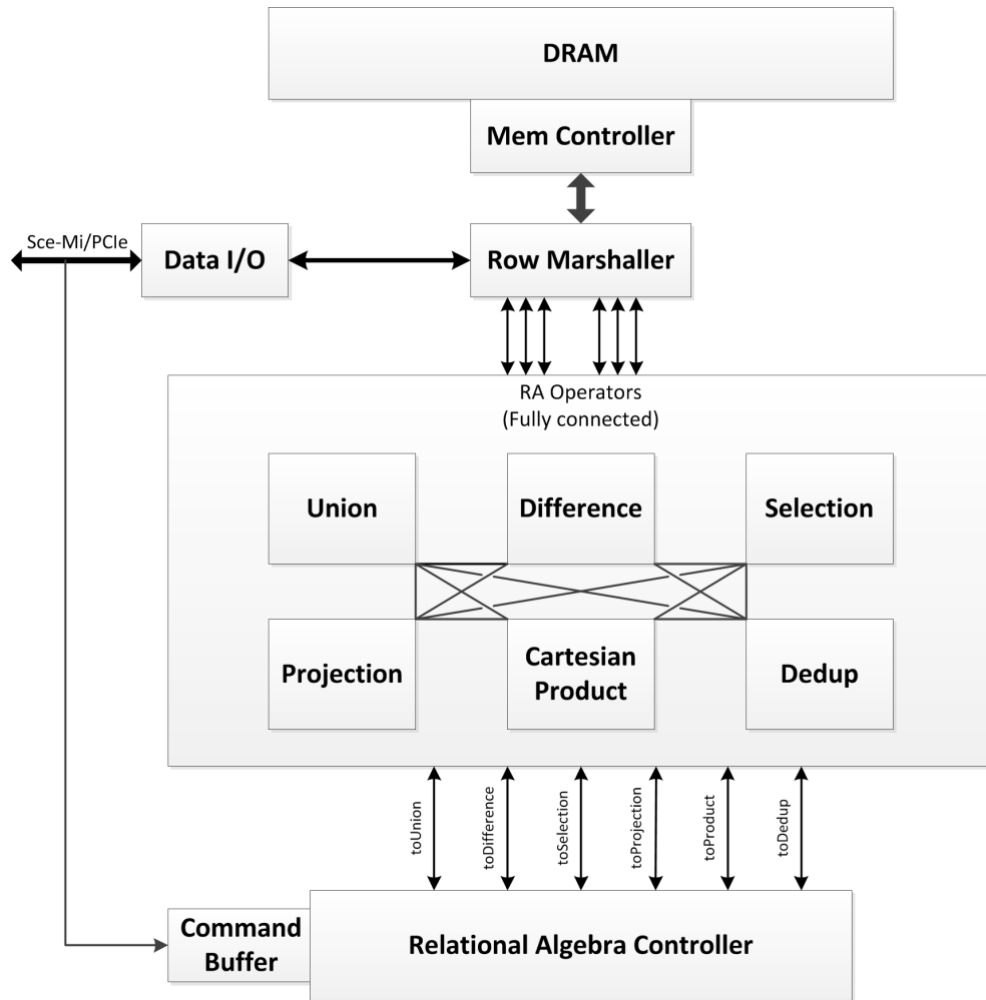 DRAM
Mem Controller
Sce-Mi/PCIe
Data I/O
Row Marshaller
RA Operators
(Fully connected)
Union
Difference
Selection
Projection
Cartesian
Product
Dedup
toUnion
toDifference
toSelection
toProjection
toProduct
toDedup
Command
Buffer
Relational Algebra Controller